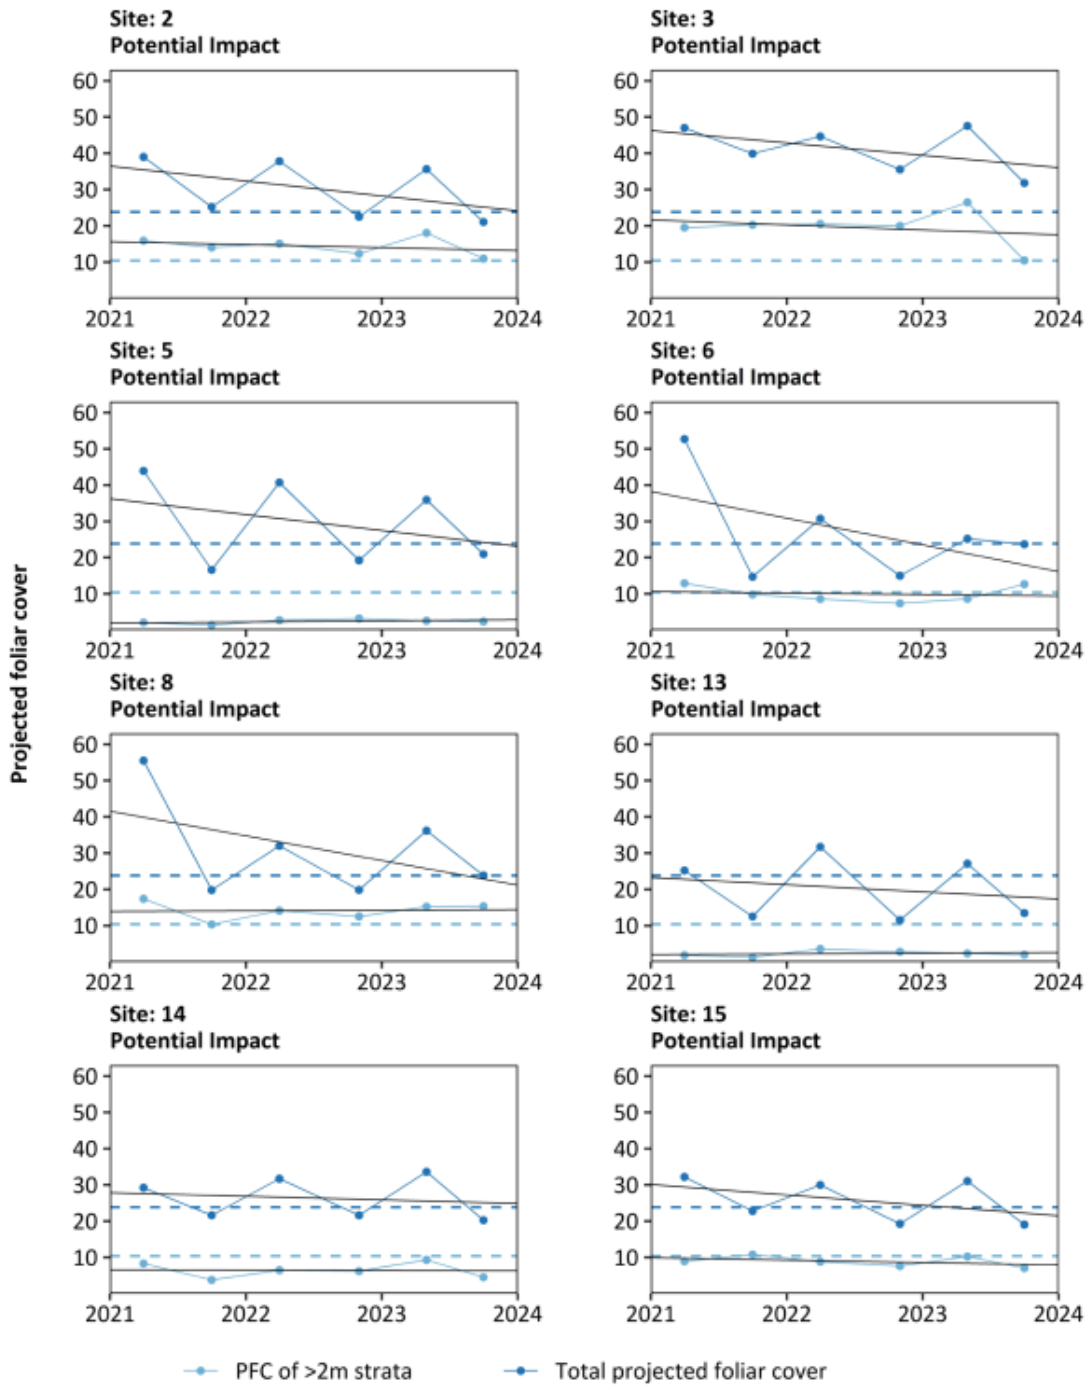 Site: 2
Potential Impact
60
50
40
30
20
10
2021 2022 2023 2024
Site: 3
Potential Impact
60
50
40
30
20
10
2021 2022 2023 2024
Site: 5
Potential Impact
60
50
40
30
20
10
2021 2022 2023 2024
Site: 6
Potential Impact
60
50
40
30
20
10
2021 2022 2023 2024
Projected foliar cover
Site: 8
Potential Impact
60
50
40
30
20
10
2021 2022 2023 2024
Site: 13
Potential Impact
60
50
40
30
20
10
2021 2022 2023 2024
Site: 14
Potential Impact
60
50
40
30
20
10
2021 2022 2023 2024
Site: 15
Potential Impact
60
50
40
30
20
10
2021 2022 2023 2024
PFC of >2m strata Total projected foliar cover